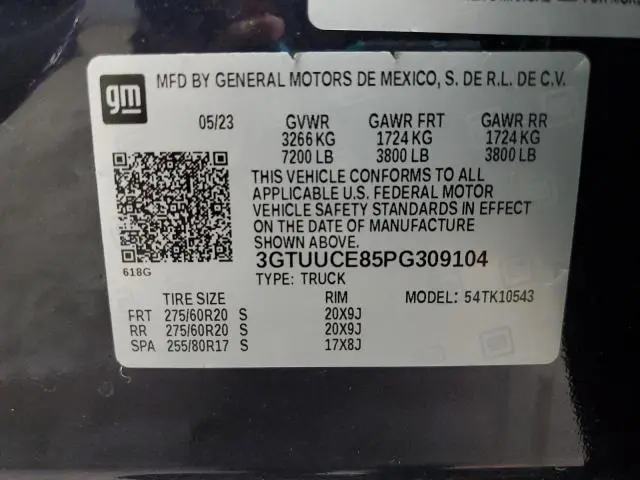 gm
MFD BY GENERAL MOTORS DE MEXICO, S. DE R.L. DE C.V.
05/23 GVWR GAWR FRT GAWR RR
3266 KG 1724 KG 1724 KG
7200 LB 3800 LB 3800 LB
THIS VEHICLE CONFORMS TO ALL
APPLICABLE U.S. FEDERAL MOTOR
VEHICLE SAFETY STANDARDS IN EFFECT
ON THE DATE OF MANUFACTURE SHOWN ABOVE.
618G
3GTUUCE85PG309104
TYPE: TRUCK
TIRE SIZE RIM MODEL: 54TK10543
FRT 275/60R20 S 20X9J
RR 275/60R20 S 20X9J
SPA 255/80R17 S 17X8J